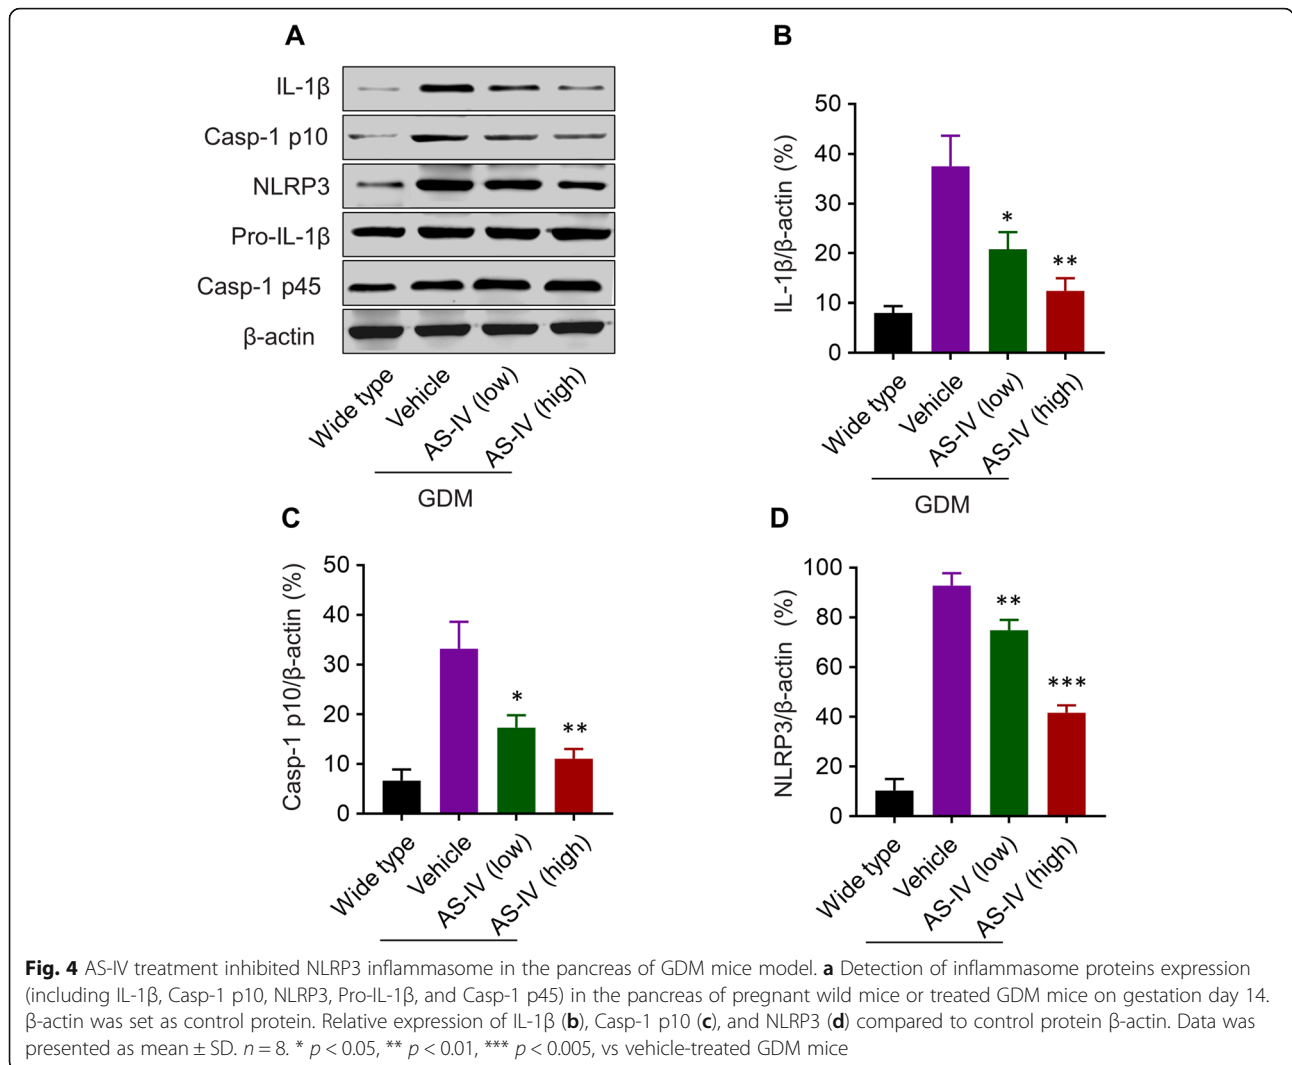 A
IL-1β
Casp-1 p10
NLRP3
Pro-IL-1β
Casp-1 p45
β-actin
Wide type
Vehicle
AS-IV (low)
AS-IV (high)
GDM
B
IL-1β/β-actin (%)
50
40
30
20
10
0
*
**
Wide type
Vehicle
AS-IV (low)
AS-IV (high)
GDM
C
Casp-1 p10/β-actin (%)
50
40
30
20
10
0
*
**
Wide type
Vehicle
AS-IV (low)
AS-IV (high)
D
NLRP3/β-actin (%)
100
80
60
40
20
0
**
***
Wide type
Vehicle
AS-IV (low)
AS-IV (high)
Fig. 4 AS-IV treatment inhibited NLRP3 inflammasome in the pancreas of GDM mice model. a Detection of inflammasome proteins expression
(including IL-1β, Casp-1 p10, NLRP3, Pro-IL-1β, and Casp-1 p45) in the pancreas of pregnant wild mice or treated GDM mice on gestation day 14.
β-actin was set as control protein. Relative expression of IL-1β (b), Casp-1 p10 (c), and NLRP3 (d) compared to control protein β-actin. Data was
presented as mean ± SD. n = 8. * p < 0.05, ** p < 0.01, *** p < 0.005, vs vehicle-treated GDM mice